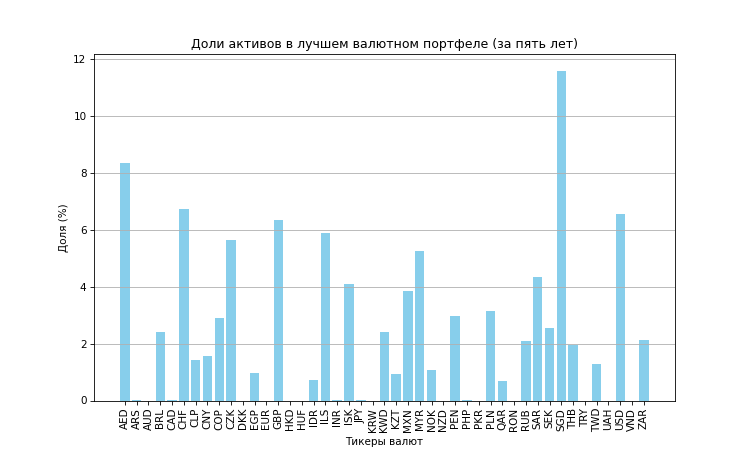 Доли активов в лучшем валютном портфеле (за пять лет)
Доля (%)
12
10
8
6
4
2
0
AED ARS AUD BRL CAD CHF CLP CNY COP CZK DKK EGP EUR GBP HKD HUF IDR ILS INR ISK JPY KRW KWD KZT MXN MYR NOK NZD PEN PHP PKR PLN QAR RON RUB SAR SEK SGD THB TRY TWD UAH USD VND ZAR
Тикеры валют